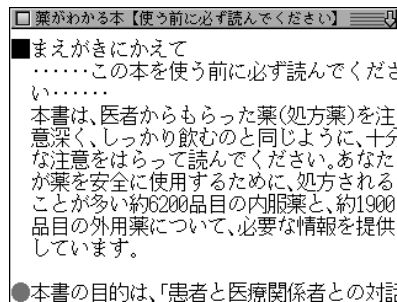 薬がわかる本【使う前に必ず読んでください】
■まえがきにかえて
……この本を使う前に必ず読んでくださ
い……
本書は、医者からもらった薬(処方薬)を注
意深く、しっかり飲むのと同じように、十分
な注意をはらって読んでください。あなた
が薬を安全に使用するために、処方される
ことが多い約6200品目の内服薬と、約1900
品目の外用薬について、必要な情報を提供
しています。
●本書の目的は、「患者と医療関係者との対話